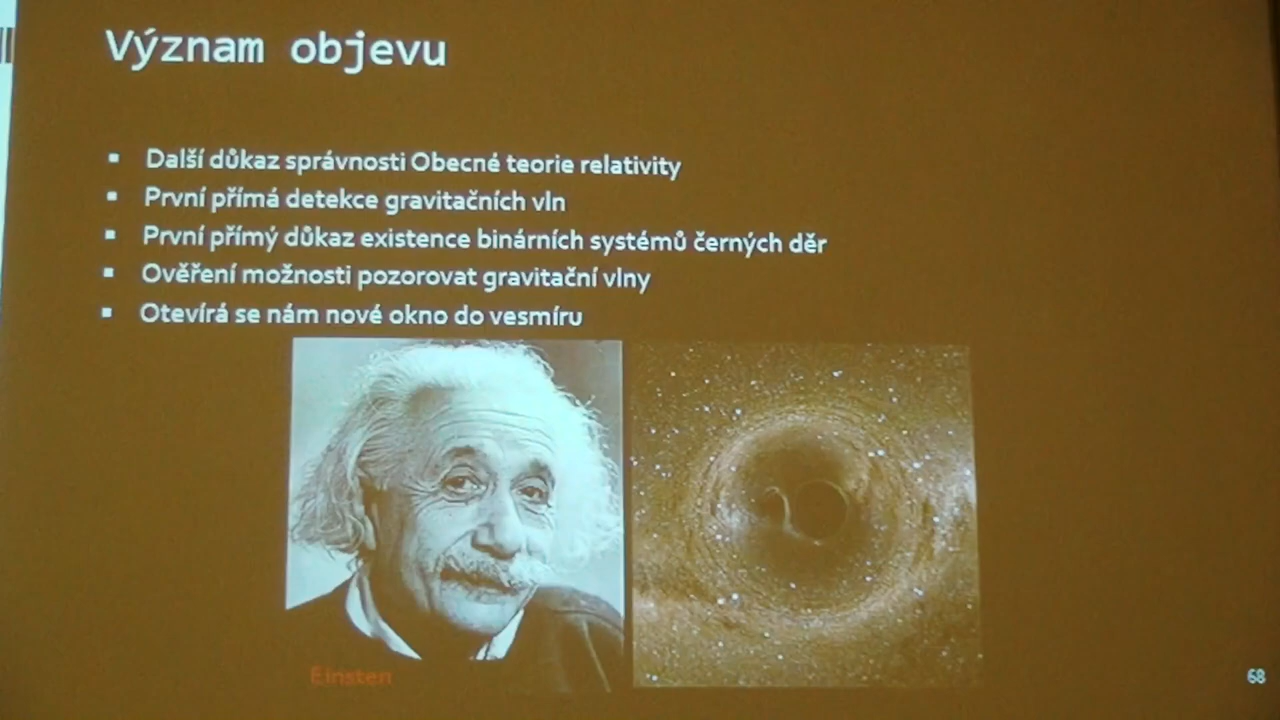 Význam objevu
Další důkaz správnosti Obecné teorie relativity
První přímá detekce gravitačních vln
První přímý důkaz existence binárních systémů černých děr
Ověření možnosti pozorovat gravitační vlny
Otevírá se nám nové okno do vesmíru
Einsten
68